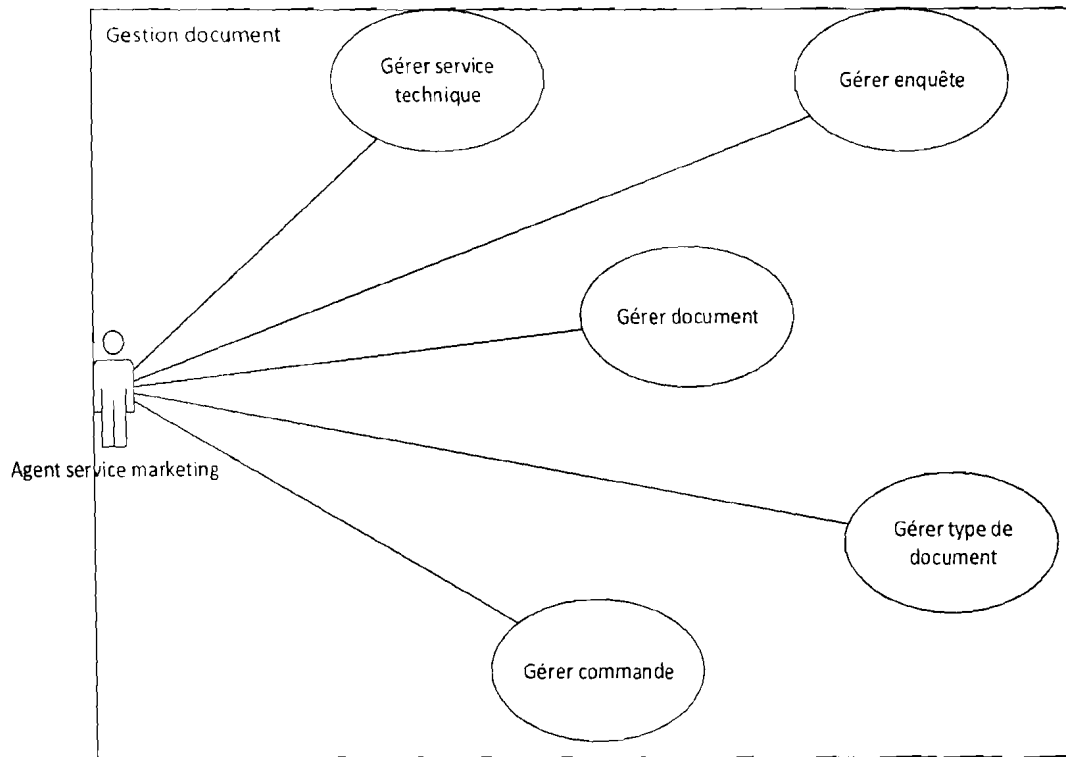 Gestion document
Gérer service
technique
Gérer enquête
Gérer document
Agent service marketing
Gérer type de
document
Gérer commande